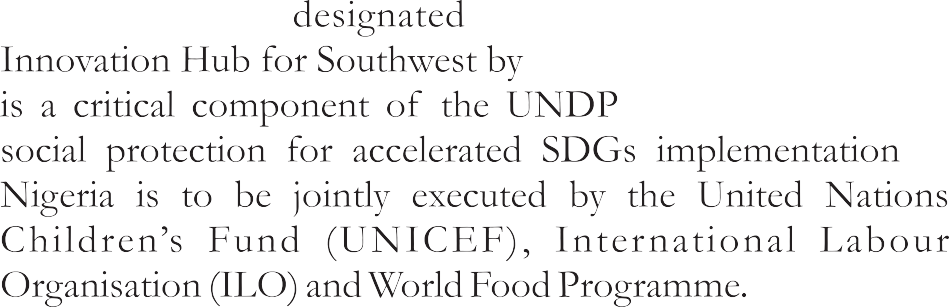 designated
Innovation Hub for Southwest by
is a critical component of the UNDP
social protection for accelerated SDGs implementation
Nigeria is to be jointly executed by the United Nations
Children’s Fund (UNICEF), International Labour
Organisation (ILO) and World Food Programme.